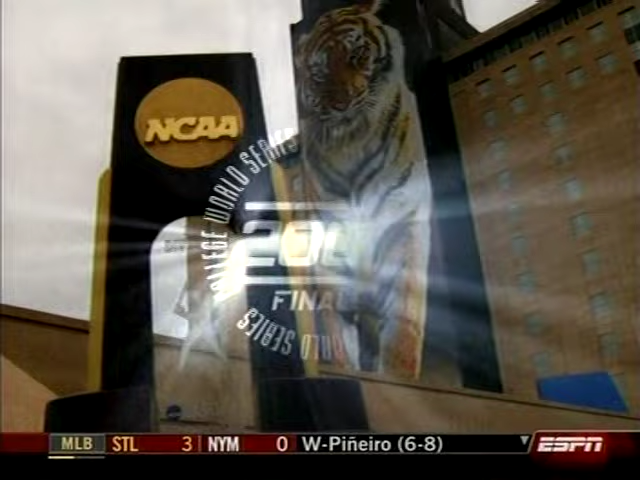 NCAA
COLLEGE WORLD SERIES
FINAL
WORLD SERIES
MLB STL 3 NYM 0 W-Piñeiro (6-8) ESPN